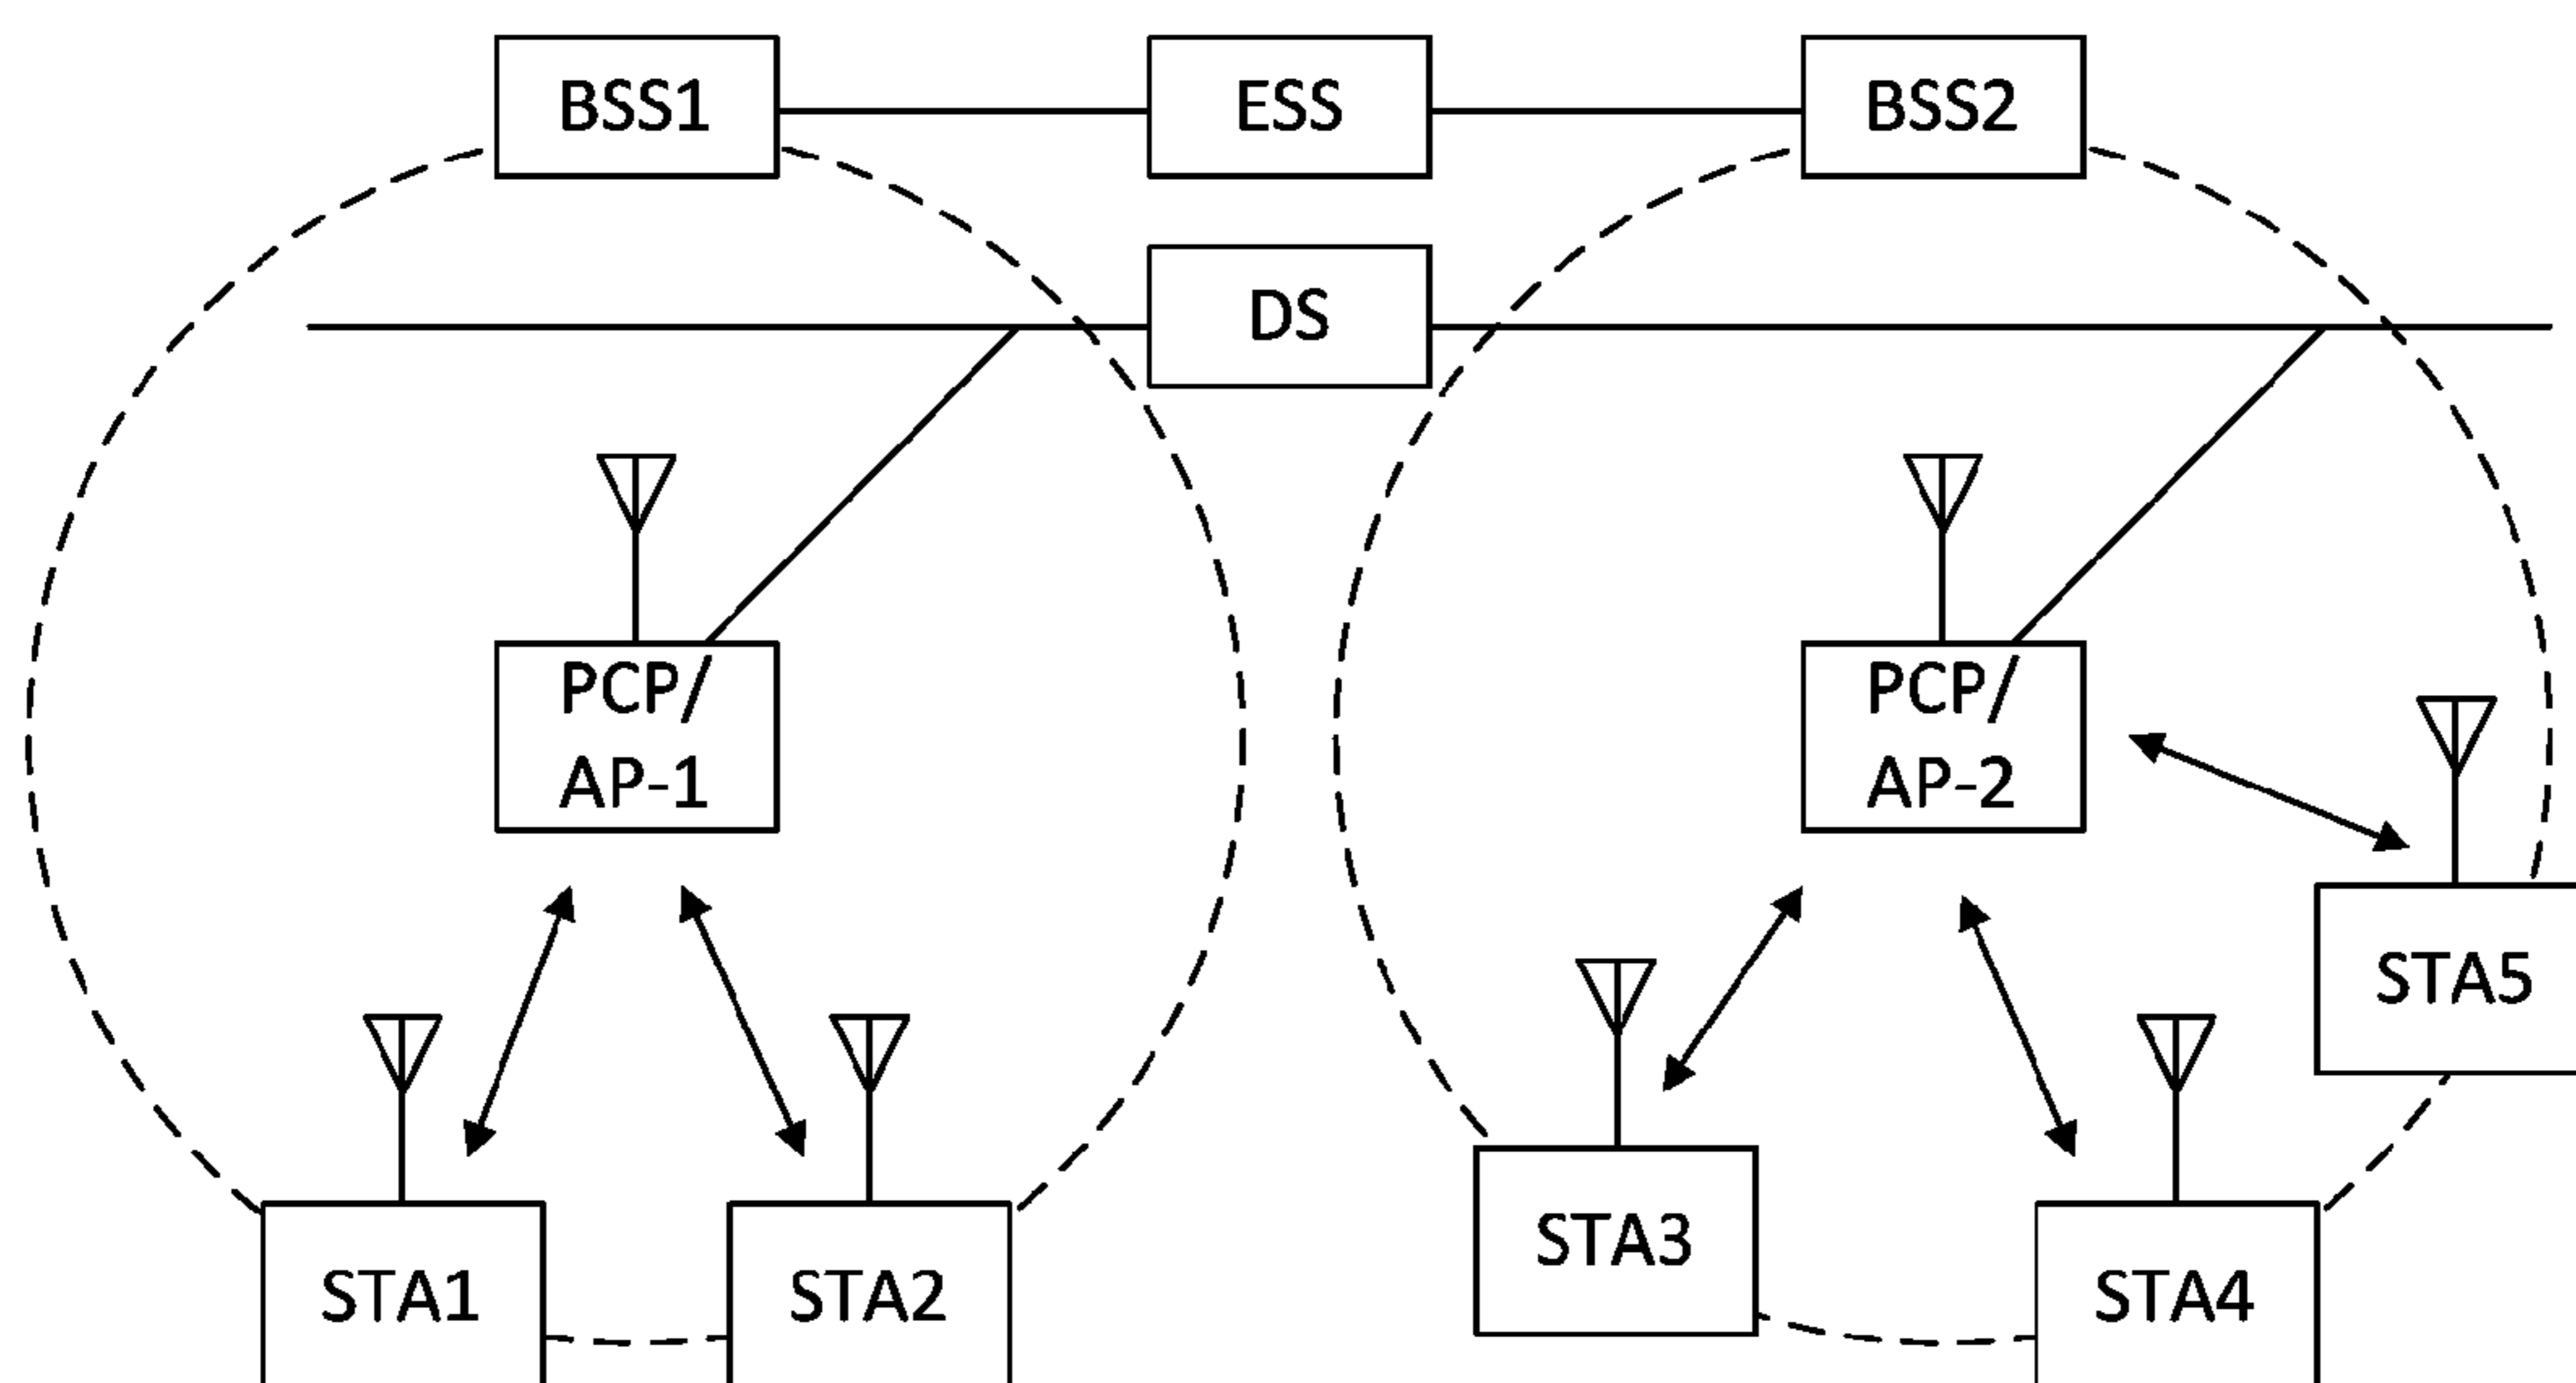 BSS1
ESS
BSS2
DS
PCP/
AP-1
PCP/
AP-2
STA5
STA3
STA1
STA2
STA4